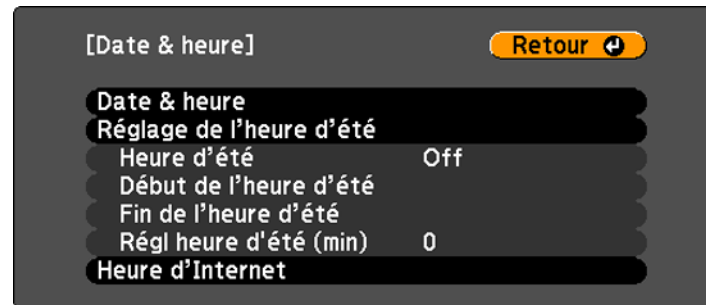 [Date & heure]
Retour
Date & heure
Réglage de l’heure d’été
Heure d’été Off
Début de l’heure d’été
Fin de l’heure d’été
Régl heure d'été (min) 0
Heure d’Internet